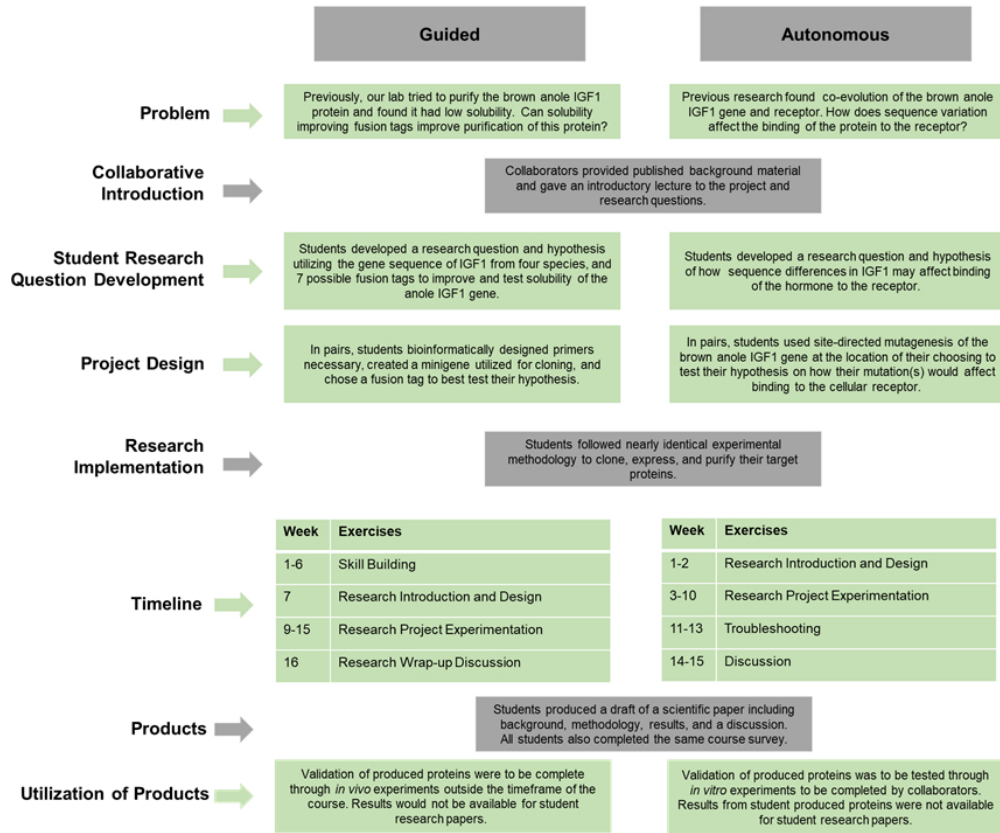 Guided
Autonomous
Problem
Previously, our lab tried to purify the brown anole IGF1
protein and found it had low solubility. Can solubility
improving fusion tags improve purification of this protein?
Previous research found co-evolution of the brown anole
IGF1 gene and receptor. How does sequence variation
affect the binding of the protein to the receptor?
Collaborative
Introduction
Collaborators provided published background material
and gave an introductory lecture to the project and
research questions.
Student Research
Question Development
Students developed a research question and hypothesis
utilizing the gene sequence of IGF1 from four species, and
7 possible fusion tags to improve and test solubility of the
anole IGF1 gene.
Students developed a research question and hypothesis
of how sequence differences in IGF1 may affect binding
of the hormone to the receptor.
Project Design
In pairs, students bioinformatically designed primers
necessary, created a minigene utilized for cloning, and
chose a fusion tag to best test their hypothesis.
In pairs, students used site-directed mutagenesis of the
brown anole IGF1 gene at the location of their choosing to
test their hypothesis on how their mutation(s) would affect
binding to the cellular receptor.
Research
Implementation
Students followed nearly identical experimental
methodology to clone, express, and purify their target
proteins.
Timeline
Week Exercises
1-6 Skill Building
7 Research Introduction and Design
9-15 Research Project Experimentation
16 Research Wrap-up Discussion
Week Exercises
1-2 Research Introduction and Design
3-10 Research Project Experimentation
11-13 Troubleshooting
14-15 Discussion
Products
Students produced a draft of a scientific paper including
background, methodology, results, and a discussion.
All students also completed the same course survey.
Utilization of Products
Validation of produced proteins were to be complete
through in vivo experiments outside the timeframe of the
course. Results would not be available for student
research papers.
Validation of produced proteins was to be tested through
in vitro experiments to be completed by collaborators.
Results from student produced proteins were not available
for student research papers.